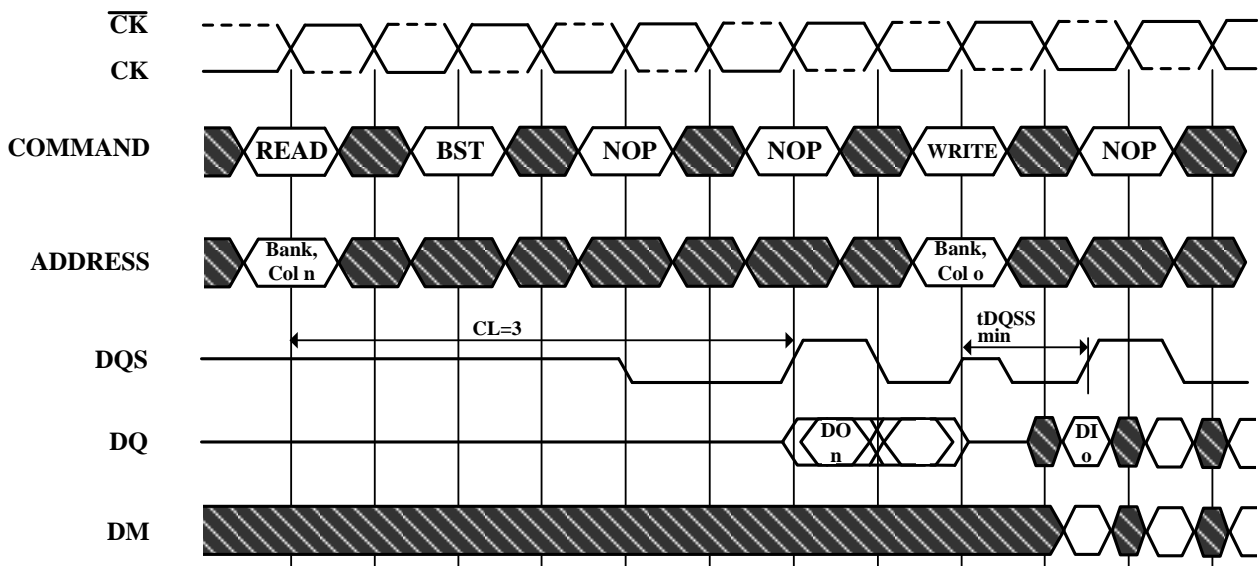 CK
CK
COMMAND READ BST NOP NOP WRITE NOP
ADDRESS Bank, Col n Bank, Col o
CL=3
tDQSS
min
DQS
DQ DO n DI o
DM